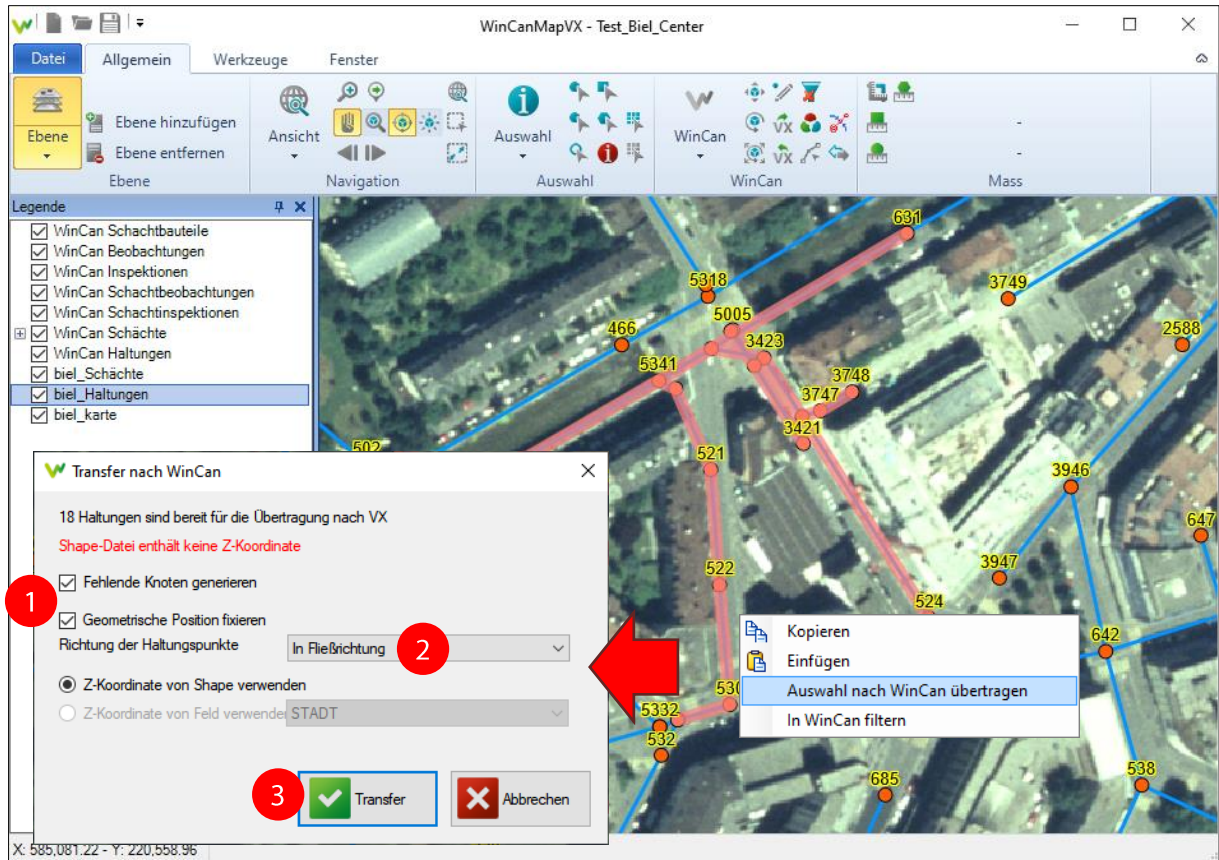 WinCanMapVX - Test_Biel_Center
Datei Allgemein Werkzeuge Fenster
Ebene
Ebene hinzufügen
Ebene entfernen
Ebene
Ansicht
Navigation
Auswahl
Auswahl
WinCan
WinCan
-
-
Mass
Legende
WinCan Schachtbauteile
WinCan Beobachtungen
WinCan Inspektionen
WinCan Schachtbeobachtungen
WinCan Schachtinspektionen
WinCan Schächte
WinCan Haltungen
biel_Schächte
biel_Haltungen
biel_karte
631
5318
3749
5005
466
3423
2588
5341
3748
3747
3421
502
521
3946
647
522
3947
524
642
530
5332
532
538
685
Kopieren
Einfügen
Auswahl nach WinCan übertragen
In WinCan filtern
Transfer nach WinCan
18 Haltungen sind bereit für die Übertragung nach VX
Shape-Datei enthält keine Z-Koordinate
1
Fehlende Knoten generieren
Geometrische Position fixieren
Richtung der Haltungspunkte
In Fließrichtung
2
Z-Koordinate von Shape verwenden
Z-Koordinate von Feld verwenden
STADT
3
Transfer
Abbrechen
X: 585,081.22 - Y: 220,558.96